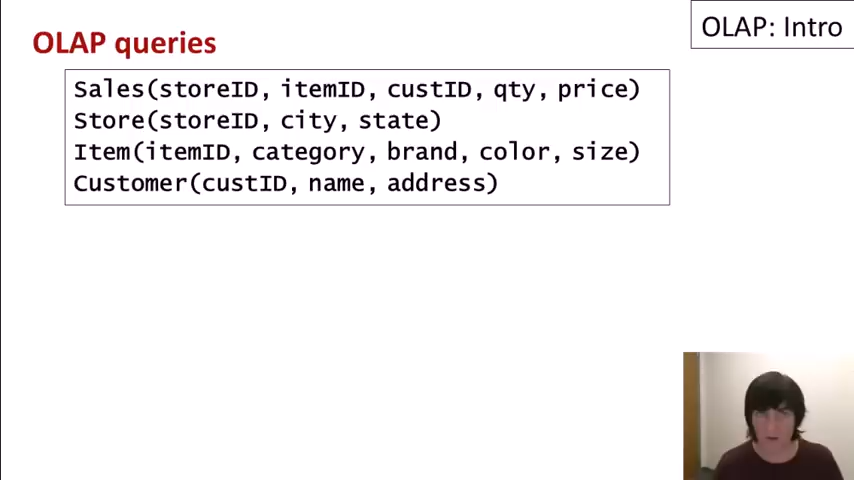 OLAP: Intro
OLAP queries
Sales(storeID, itemID, custID, qty, price)
Store(storeID, city, state)
Item(itemID, category, brand, color, size)
Customer(custID, name, address)